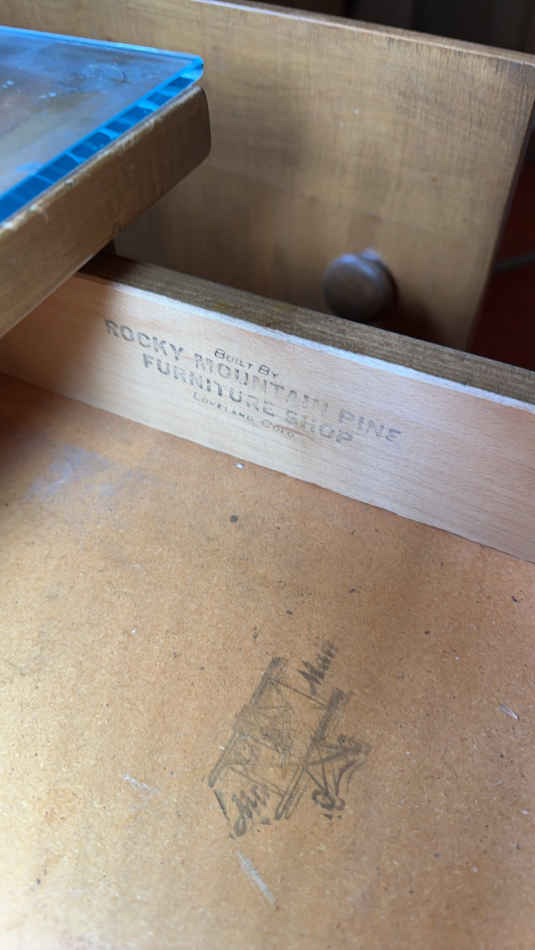 BUILT BY
ROCKY MOUNTAIN PINE
FURNITURE SHOP
LOVELAND, COLO.